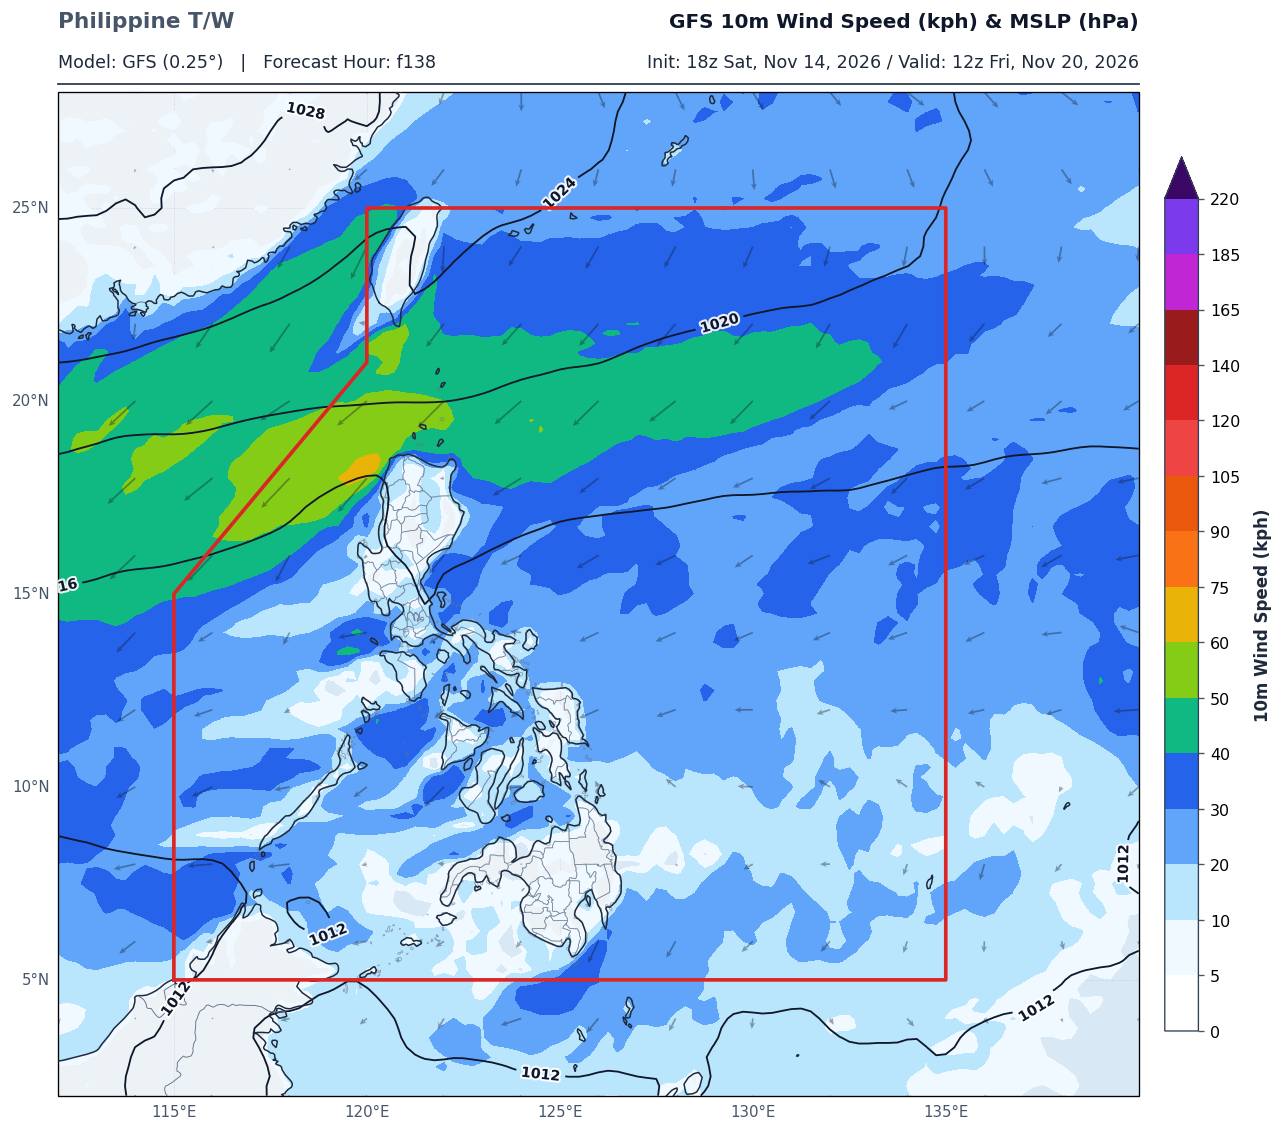 Philippine T/W
GFS 10m Wind Speed (kph) & MSLP (hPa)
Model: GFS (0.25°)   |   Forecast Hour: f138
Init: 18z Sat, Nov 14, 2026 / Valid: 12z Fri, Nov 20, 2026
1028
1024
1020
16
1012
1012
1012
1012
1012
25°N
20°N
15°N
10°N
5°N
115°E
120°E
125°E
130°E
135°E
220
185
165
140
120
105
90
75
60
50
40
30
20
10
5
0
10m Wind Speed (kph)